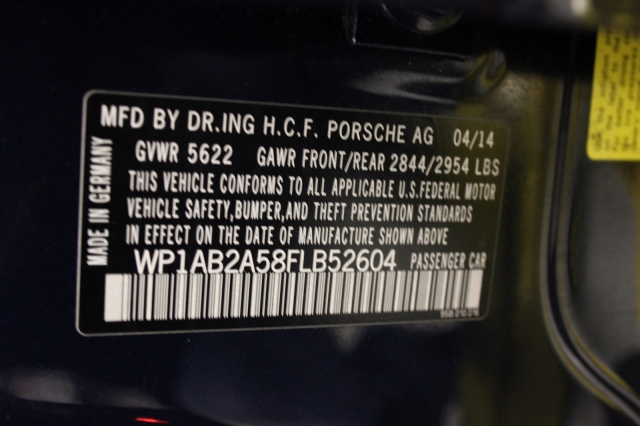 MFD BY DR.ING H.C.F. PORSCHE AG 04/14
GVWR 5622 GAWR FRONT/REAR 2844/2954 LBS
THIS VEHICLE CONFORMS TO ALL APPLICABLE U.S.FEDERAL MOTOR
VEHICLE SAFETY,BUMPER,AND THEFT PREVENTION STANDARDS
IN EFFECT ON THE DATE OF MANUFACTURE SHOWN ABOVE
WP1AB2A58FLB52604 PASSENGER CAR
MADE IN GERMANY